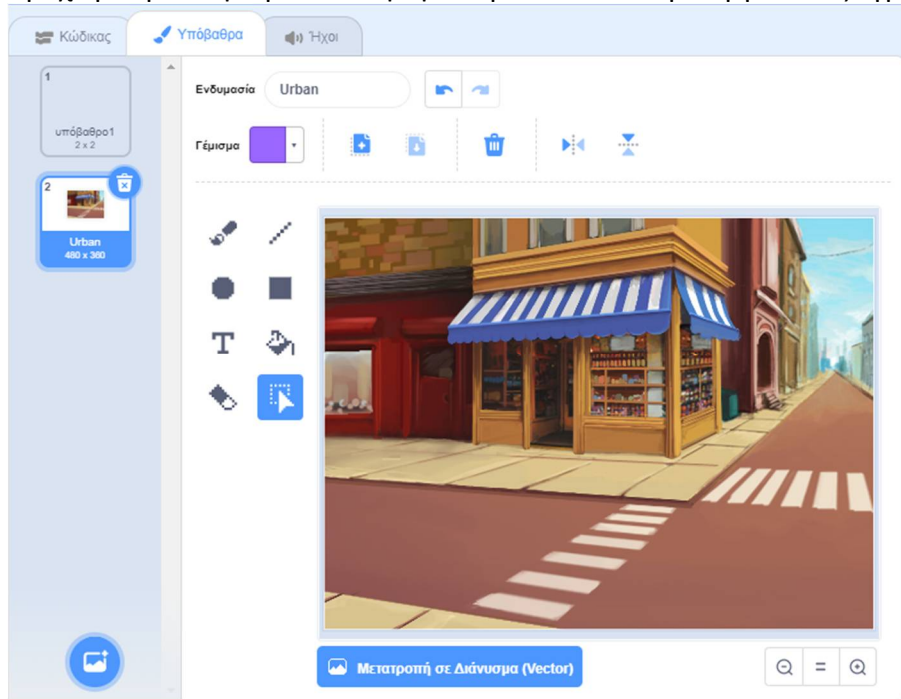 Κώδικας
Υπόβαθρα
Ήχοι
1
υπόβαθρο1
2 x 2
2
Urban
480 x 360
Ενδυμασία
Urban
Γέμισμα
T
Μετατροπή σε Διάνυσμα (Vector)